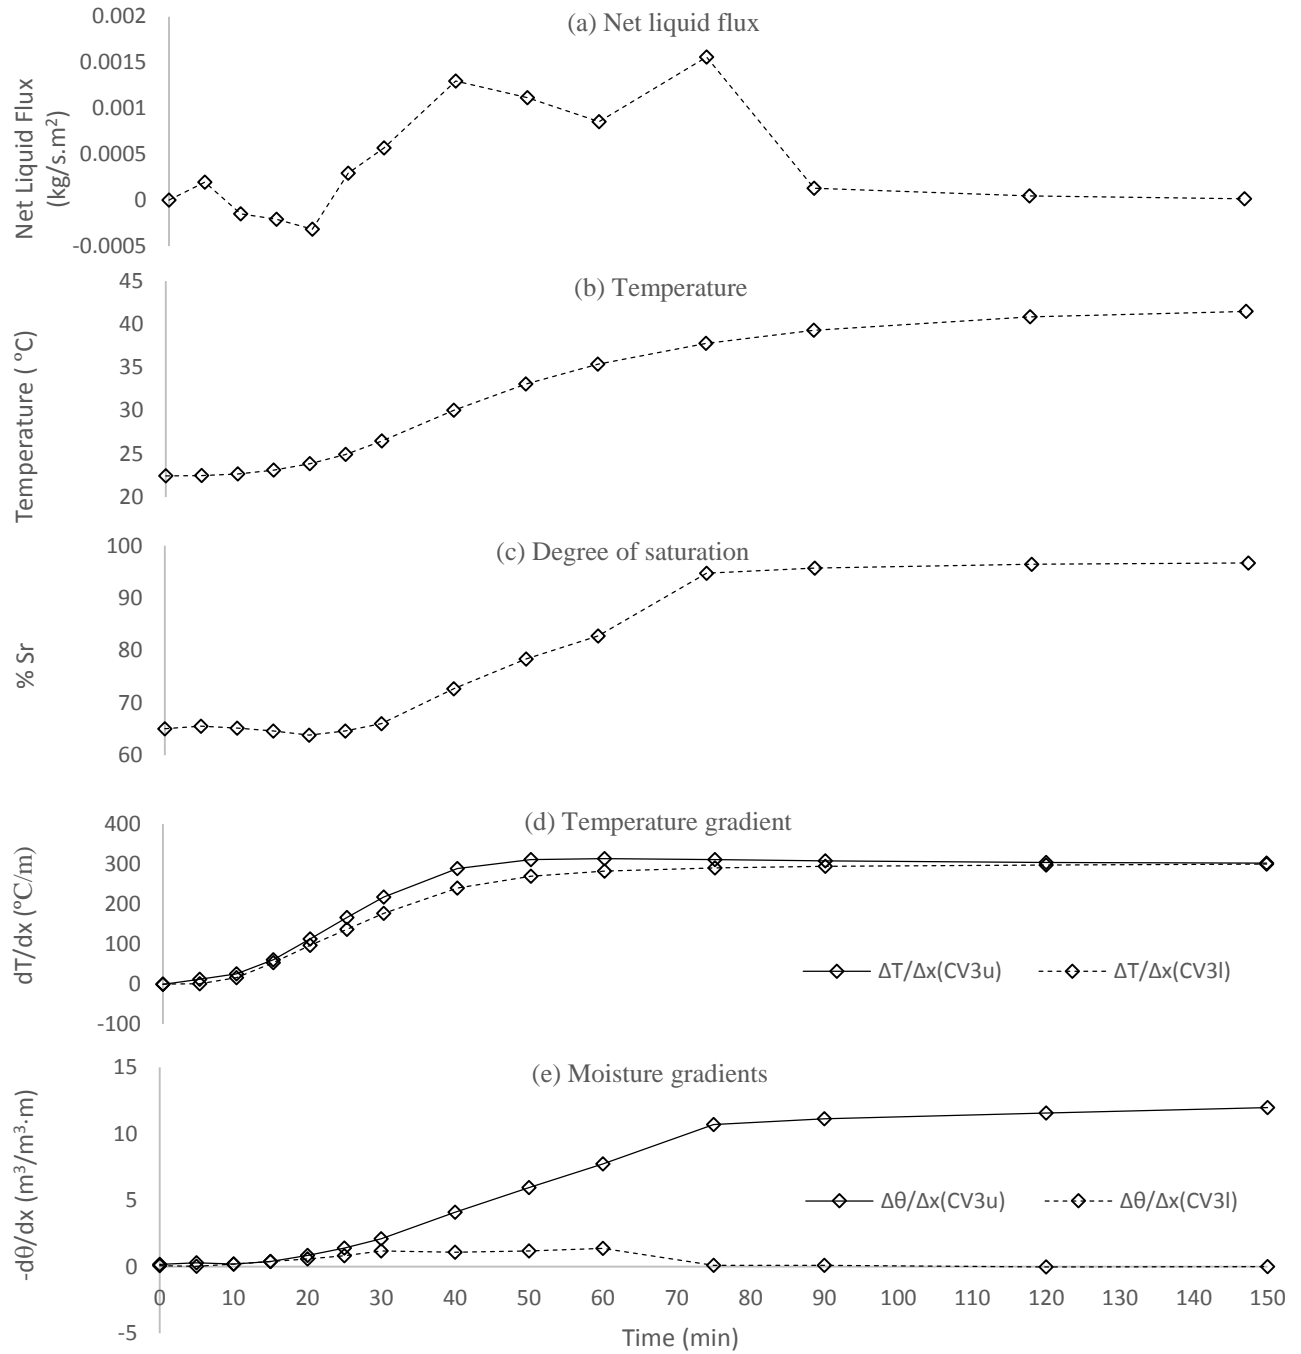 (a) Net liquid flux
Net Liquid Flux
(kg/s.m²)
0.002
0.0015
0.001
0.0005
0
-0.0005
(b) Temperature
Temperature ( °C)
45
40
35
30
25
20
(c) Degree of saturation
% Sr
100
90
80
70
60
(d) Temperature gradient
dT/dx (°C/m)
400
300
200
100
0
-100
ΔT/Δx(CV3u) ΔT/Δx(CV3l)
(e) Moisture gradients
-dθ/dx (m³/m³·m)
15
10
5
0
-5
Δθ/Δx(CV3u) Δθ/Δx(CV3l)
0 10 20 30 40 50 60 70 80 90 100 110 120 130 140 150
Time (min)